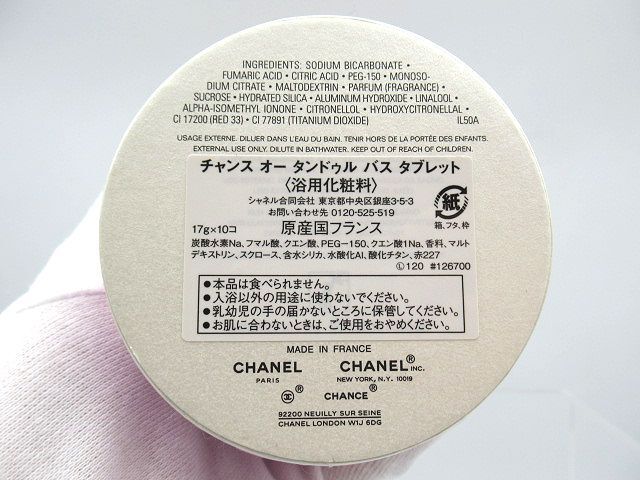 INGREDIENTS: SODIUM BICARBONATE •
FUMARIC ACID • CITRIC ACID • PEG-150 • MONOSO-
DIUM CITRATE • MALTODEXTRIN • PARFUM (FRAGRANCE)
SUCROSE • HYDRATED SILICA • ALUMINUM HYDROXIDE • LINALOOL
ALPHA-ISOMETHYL IONONE • CITRONELLOL • HYDROXYCITRONELLAL
CI 17200 (RED 33) • CI 77891 (TITANIUM DIOXIDE) IL50A
USAGE EXTERNE. DILUER DANS L'EAU DU BAIN. TENIR HORS DE LA PORTÉE DES ENFANTS.
EXTERNAL USE ONLY. DILUTE IN BATHWATER. KEEP OUT OF REACH OF CHILDREN.
チャンス オー タンドゥル バス タブレット
〈浴用化粧料〉
シャネル合同会社 東京都中央区銀座3-5-3
お問い合わせ先 0120-525-519
17g×10コ 原産国フランス
紙
箱、フタ、枠
炭酸水素Na、フマル酸、クエン酸、PEG-150、クエン酸1Na、香料、マルト
デキストリン、スクロース、含水シリカ、水酸化Al、酸化チタン、赤227
Ⓛ120 #126700
●本品は食べられません。
●入浴以外の用途に使わないでください。
●乳幼児の手の届かないところに保管してください。
●お肌に合わないときは、ご使用をおやめください。
MADE IN FRANCE
CHANEL CHANEL® INC.
PARIS NEW YORK, N.Y. 10019
® CHANCE®
92200 NEUILLY SUR SEINE
CHANEL LONDON W1J 6DG